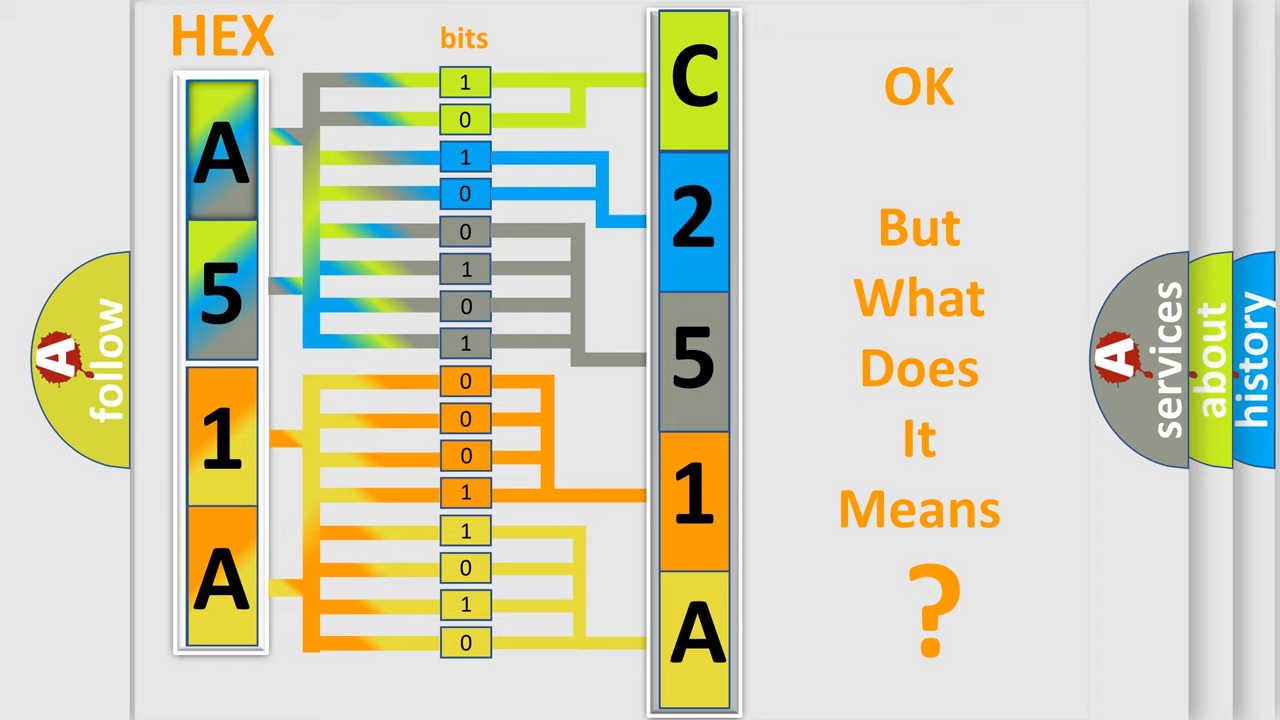 HEX
bits
A
5
1
A
1
0
1
0
0
1
0
1
0
0
0
1
1
0
1
0
C
2
5
1
A
OK
But
What
Does
It
Means
?
A
follow
A
services
about
history